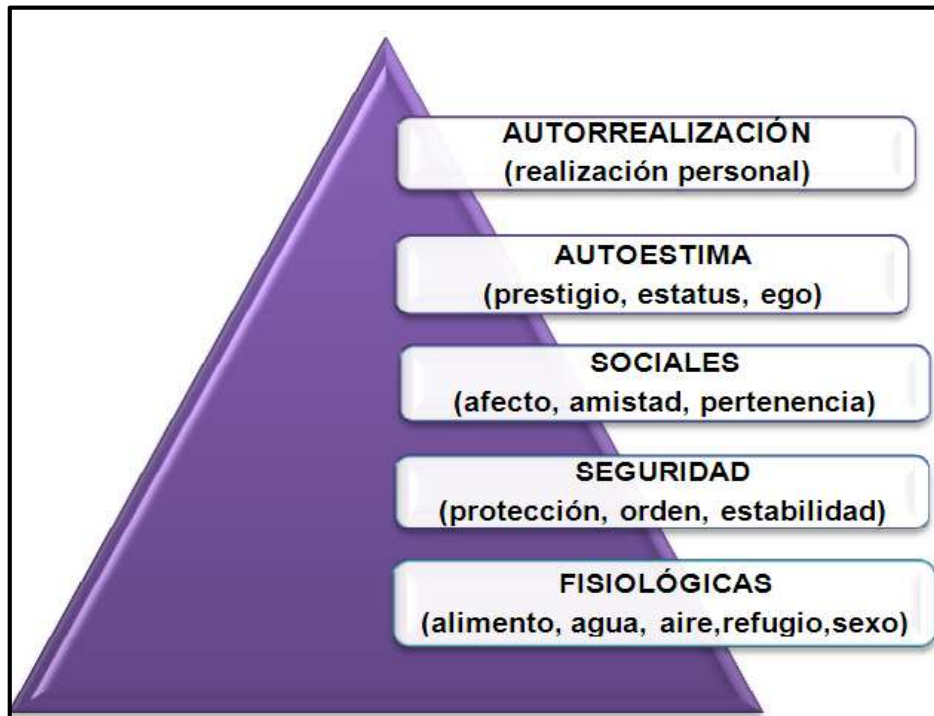 AUTORREALIZACIÓN
(realización personal)
AUTOESTIMA
(prestigio, estatus, ego)
SOCIALES
(afecto, amistad, pertenencia)
SEGURIDAD
(protección, orden, estabilidad)
FISIOLÓGICAS
(alimento, agua, aire,refugio,sexo)